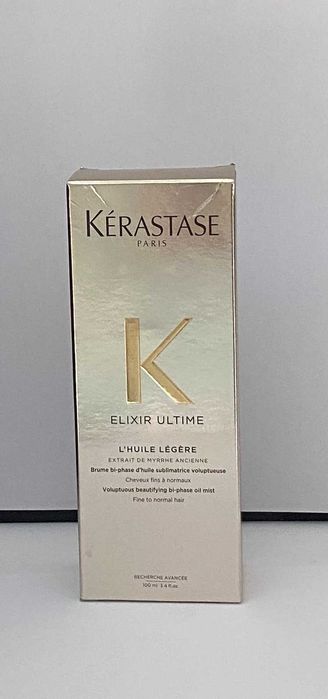 KÉRASTASE
PARIS
K
ELIXIR ULTIME
L'HUILE LÉGÈRE
EXTRAIT DE MYRRHE ANCIENNE
Brume bi-phase d'huile sublimatrice voluptueuse
Cheveux fins à normaux
Voluptuous beautifying bi-phase oil mist
Fine to normal hair
RECHERCHE AVANCÉE
100 ml 3.4 fl.oz.